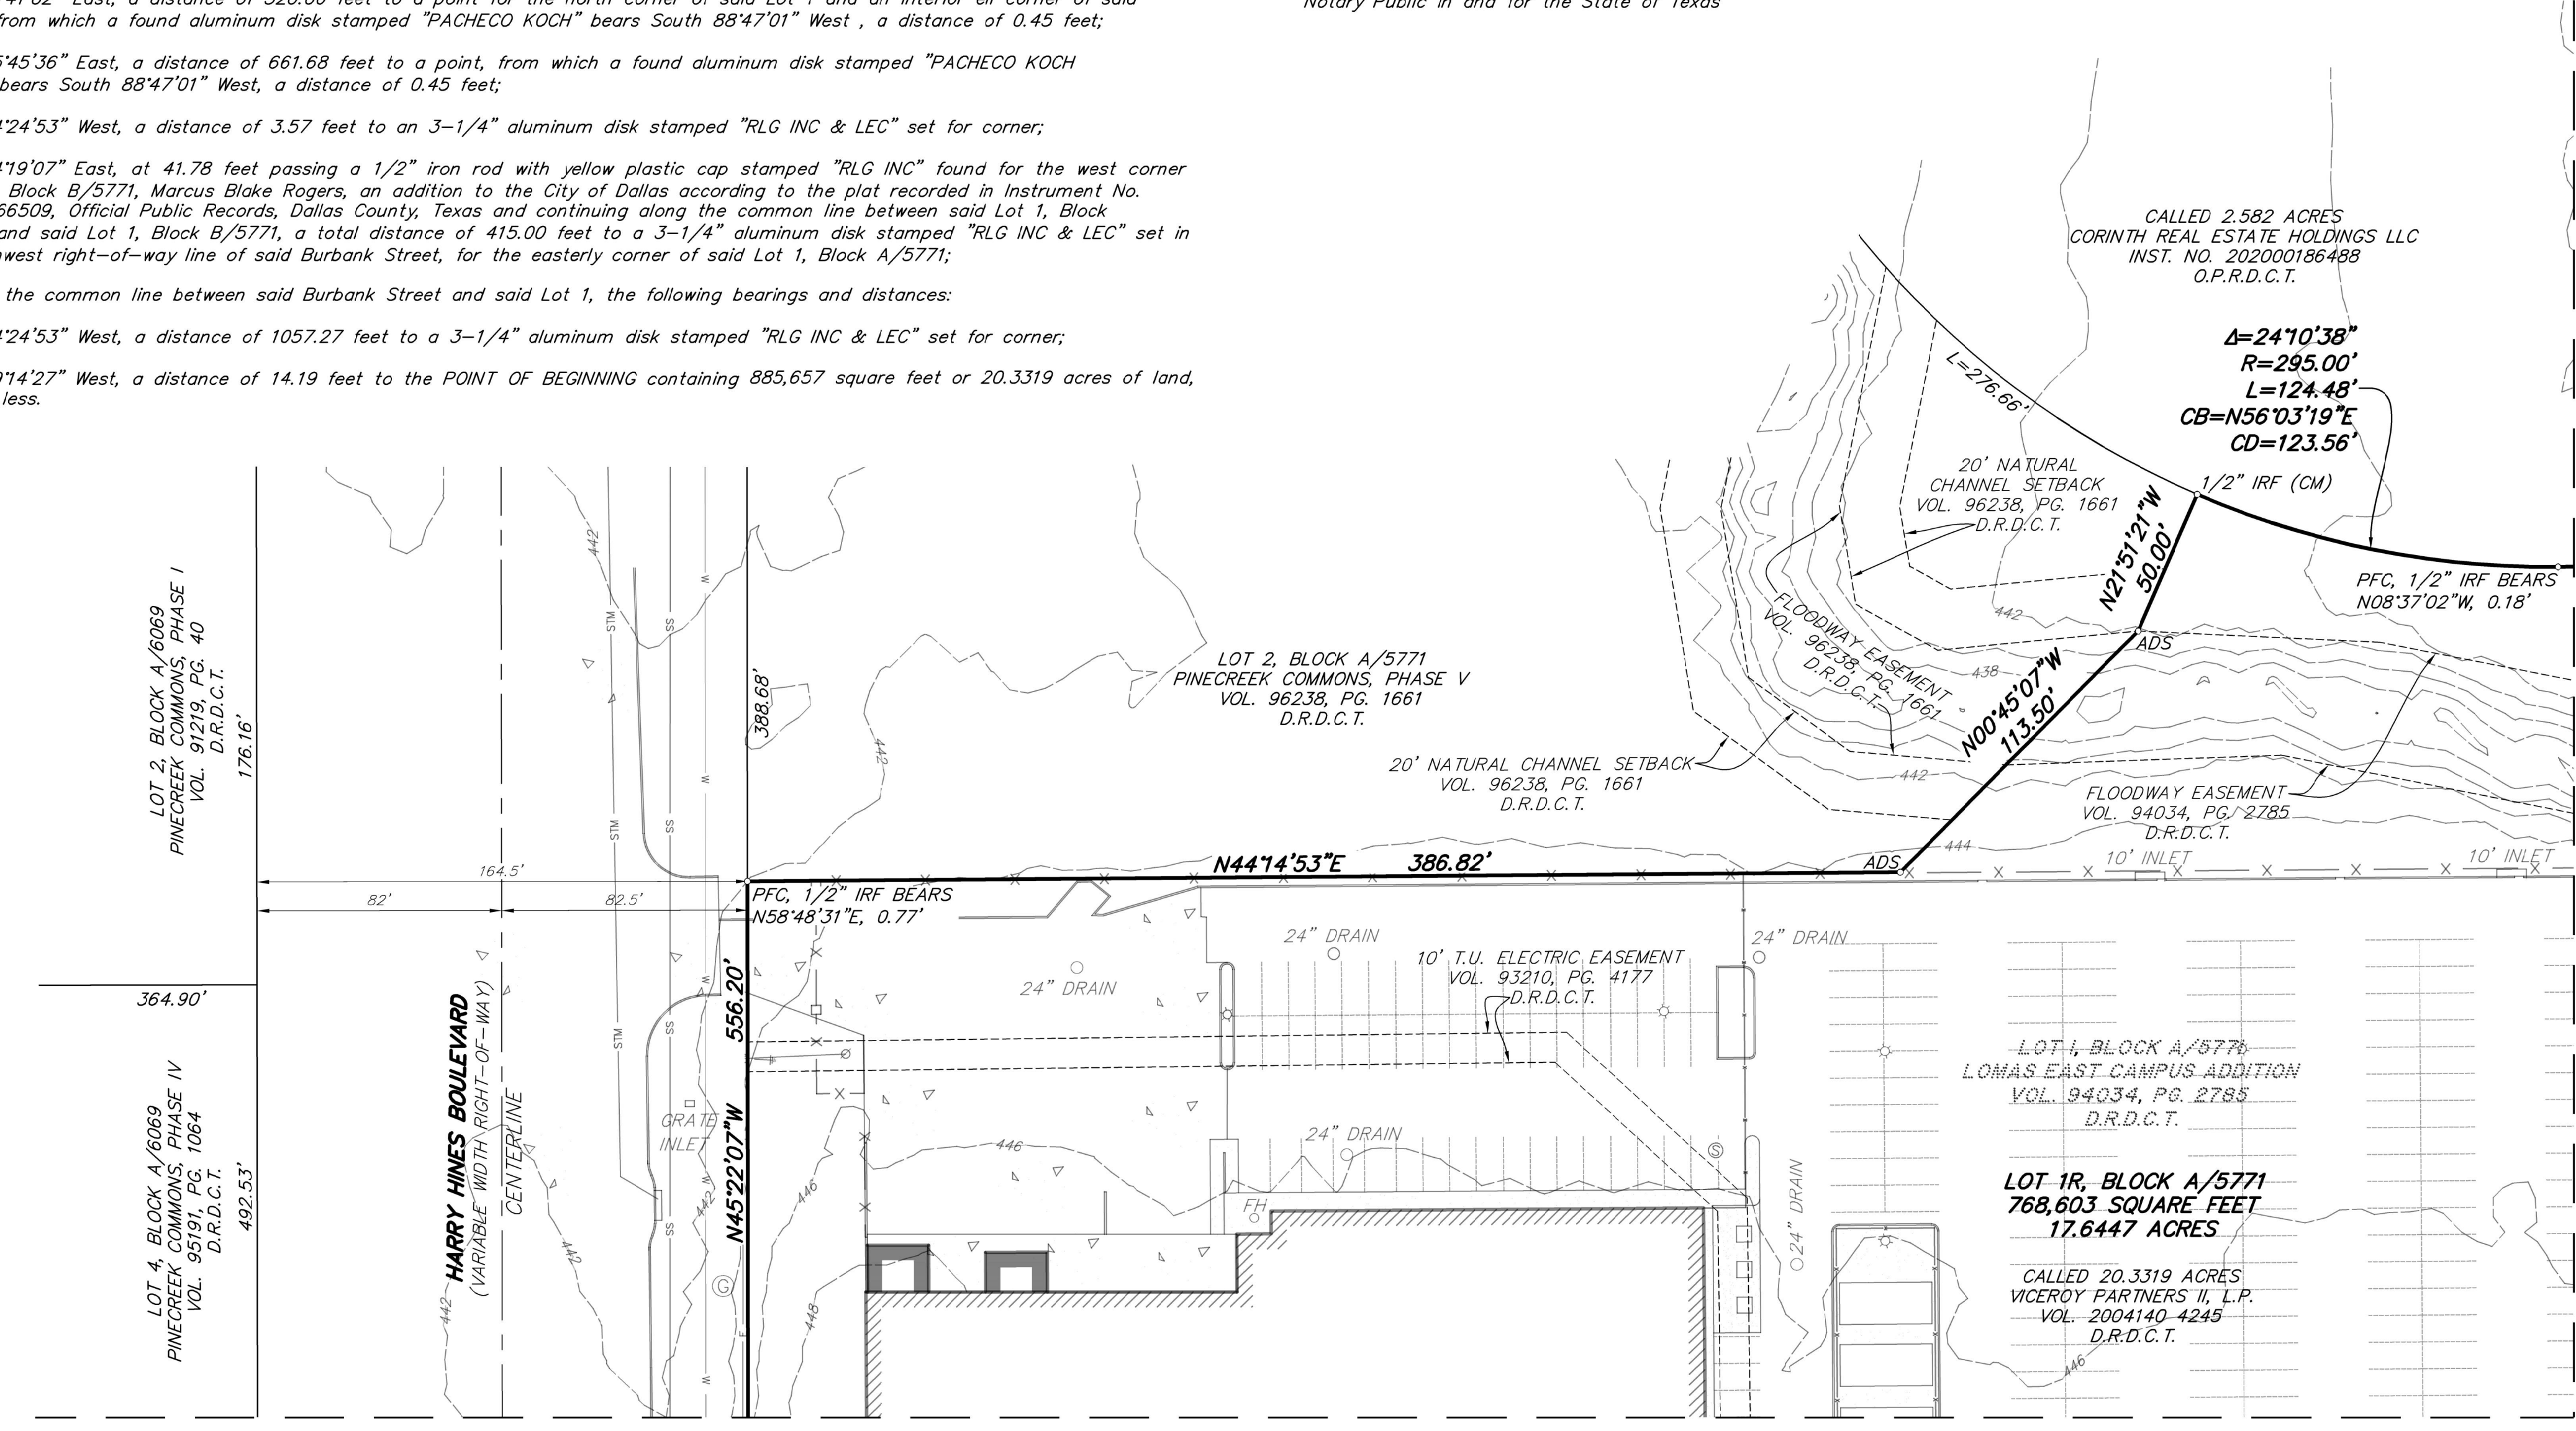 East, a distance of
from which a found aluminum disk stamped "PACHECO KOCH" bears South 88°47'01" West , a distance of 0.45 feet;
°45'36" East, a distance of 661.68 feet to a point, from which a found aluminum disk stamped "PACHECO KOCH
bears South 88°47'01" West, a distance of 0.45 feet;
°24'53" West, a distance of 3.57 feet to an 3-1/4" aluminum disk stamped "RLG INC & LEC" set for corner;
°19'07" East, at 41.78 feet passing a 1/2" iron rod with yellow plastic cap stamped "RLG INC" found for the west corner
Block B/5771, Marcus Blake Rogers, an addition to the City of Dallas according to the plat recorded in Instrument No.
66509, Official Public Records, Dallas County, Texas and continuing along the common line between said Lot 1, Block
and said Lot 1, Block B/5771, a total distance of 415.00 feet to a 3-1/4" aluminum disk stamped "RLG INC & LEC" set in
west right-of-way line of said Burbank Street, for the easterly corner of said Lot 1, Block A/5771;
the common line between said Burbank Street and said Lot 1, the following bearings and distances:
°24'53" West, a distance of 1057.27 feet to a 3-1/4" aluminum disk stamped "RLG INC & LEC" set for corner;
°14'27" West, a distance of 14.19 feet to the POINT OF BEGINNING containing 885,657 square feet or 20.3319 acres of land,
less.
Notary Public in and for the State of Texas
CALLED 2.582 ACRES
CORINTH REAL ESTATE HOLDINGS LLC
INST. NO. 202000186488
O.P.R.D.C.T.
Δ=24°10'38"
R=295.00'
L=124.48'
CB=N56°03'19"E
CD=123.56'
L=276.66'
1/2" IRF (CM)
20' NATURAL
CHANNEL SETBACK
VOL. 96238, PG. 1661
D.R.D.C.T.
N21°51'21"W
50.00'
PFC, 1/2" IRF BEARS
N08°37'02"W, 0.18'
442
ADS
438
FLOODWAY EASEMENT
VOL. 96238, PG. 1661
D.R.D.C.T.
N00°45'07"W
113.50'
442
20' NATURAL CHANNEL SETBACK
VOL. 96238, PG. 1661
D.R.D.C.T.
FLOODWAY EASEMENT
VOL. 94034, PG. 2785
D.R.D.C.T.
444
ADS
10' INLET
10' INLET
LOT 2, BLOCK A/5771
PINECREEK COMMONS, PHASE V
VOL. 96238, PG. 1661
D.R.D.C.T.
388.68'
442
442
STM
SS
W
STM
SS
W
LOT 2, BLOCK A/6069
PINECREEK COMMONS, PHASE I
VOL. 91219, PG. 40
D.R.D.C.T.
176.16'
164.5'
82'
82.5'
N44°14'53"E 386.82'
PFC, 1/2" IRF BEARS
N58°48'31"E, 0.77'
364.90'
LOT 4, BLOCK A/6069
PINECREEK COMMONS, PHASE IV
VOL. 95191, PG. 1064
D.R.D.C.T.
492.53'
HARRY HINES BOULEVARD
(VARIABLE WIDTH RIGHT-OF-WAY)
CENTERLINE
442
442
STM
SS
W
SS
W
W
442
GRATE
INLET
G
E
N45°22'07"W 556.20'
24" DRAIN
24" DRAIN
24" DRAIN
10' T.U. ELECTRIC EASEMENT
VOL. 93210, PG. 4177
D.R.D.C.T.
24" DRAIN
446
446
448
FH
S
24" DRAIN
LOT 1, BLOCK A/5776
LOMAS EAST CAMPUS ADDITION
VOL. 94034, PG. 2785
D.R.D.C.T.
LOT 1R, BLOCK A/5771
768,603 SQUARE FEET
17.6447 ACRES
CALLED 20.3319 ACRES
VICEROY PARTNERS II, L.P.
VOL. 2004140 4245
D.R.D.C.T.
446